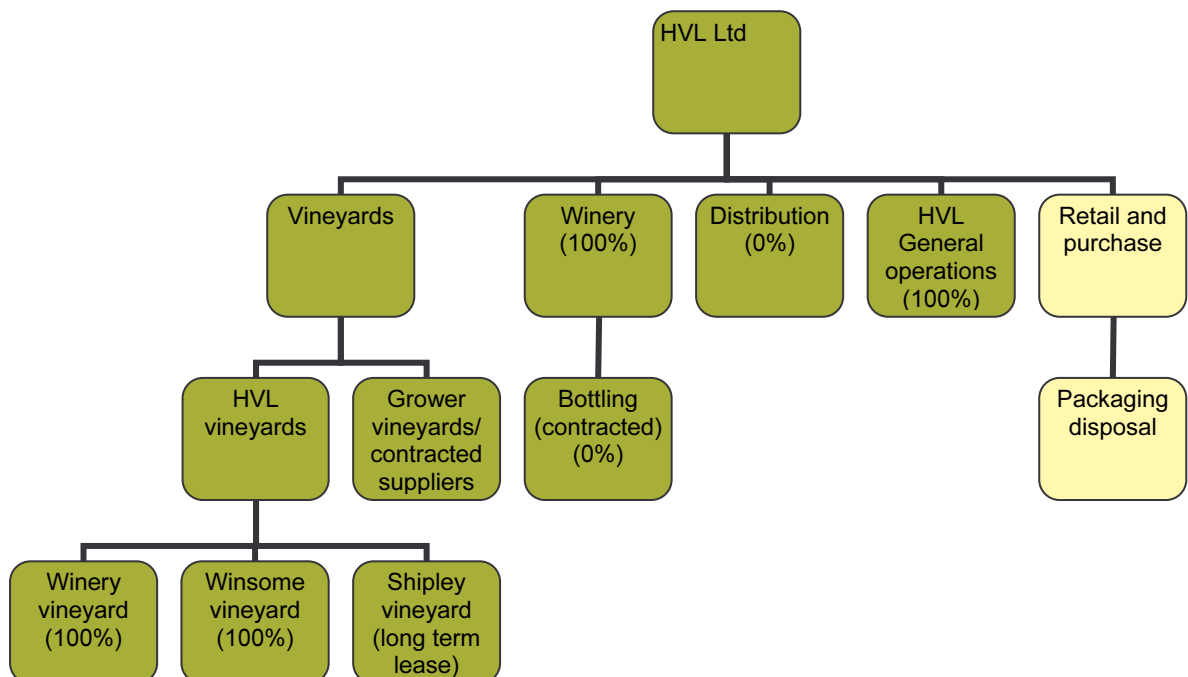 HVL Ltd
Vineyards
Winery
(100%)
Distribution
(0%)
HVL
General
operations
(100%)
Retail and
purchase
HVL
vineyards
Grower
vineyards/
contracted
suppliers
Bottling
(contracted)
(0%)
Packaging
disposal
Winery
vineyard
(100%)
Winsome
vineyard
(100%)
Shipley
vineyard
(long term
lease)